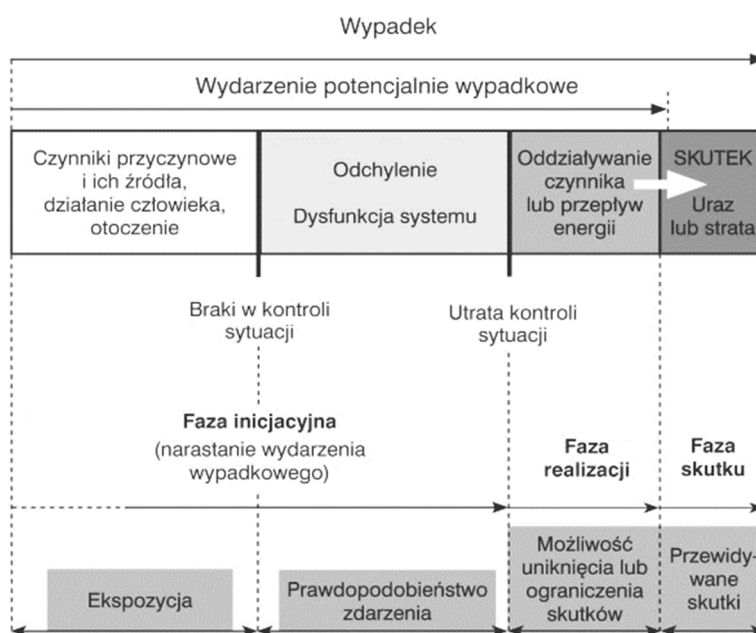 Wypadek
Wydarzenie potencjalnie wypadkowe
Czynniki przyczynowe
i ich źródła,
działanie człowieka,
otoczenie
Odchylenie
Dysfunkcja systemu
Oddziaływanie
czynnika
lub przepływ
energii
SKUTEK
Uraz
lub strata
Braki w kontroli
sytuacji
Utrata kontroli
sytuacji
Faza inicjacyjna
(narastanie wydarzenia
wypadkowego)
Faza
realizacji
Faza
skutku
Ekspozycja
Prawdopodobieństwo
zdarzenia
Możliwość
uniknięcia lub
ograniczenia
skutków
Przewidy-
wane
skutki